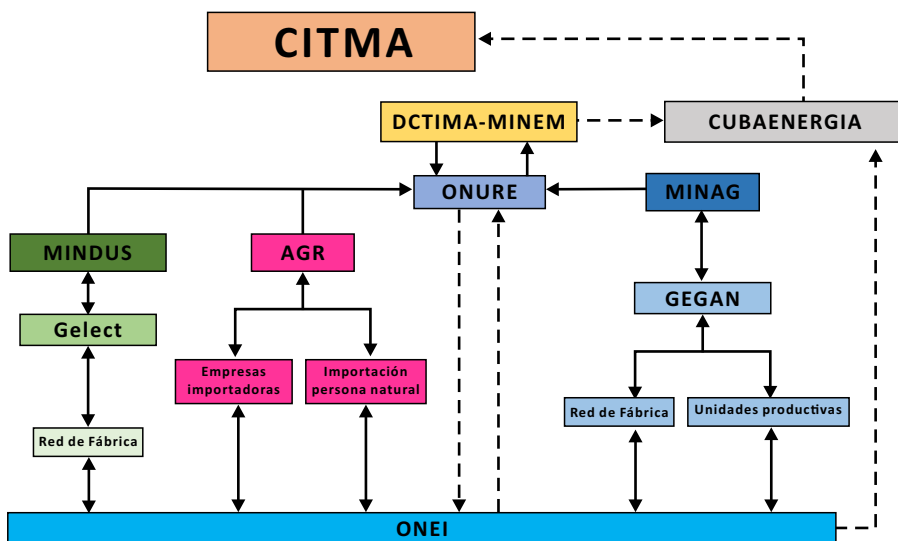 CITMA
DCTIMA-MINEM
CUBAENERGIA
ONURE
MINAG
MINDUS
AGR
GEGAN
Gelect
Empresas
importadoras
Importación
persona natural
Red de Fábrica
Unidades productivas
Red de Fábrica
ONEI